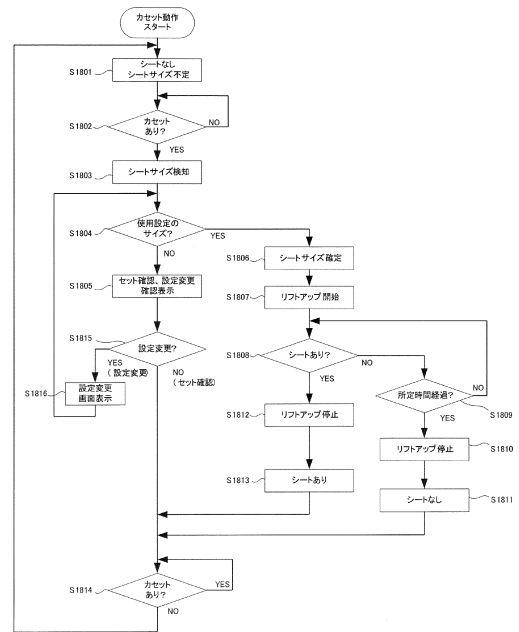 カセット動作
スタート
S1801
シートなし
シートサイズ不定
S1802
カセット
あり?
NO
YES
S1803
シートサイズ検知
S1804
使用設定の
サイズ?
YES
NO
S1805
セット確認、設定変更
確認表示
S1806
シートサイズ確定
S1807
リフトアップ開始
S1808
シートあり?
NO
YES
S1815
設定変更?
YES
(設定変更)
NO
(セット確認)
S1816
設定変更
画面表示
所定時間経過?
NO
YES
S1809
S1812
リフトアップ停止
リフトアップ停止
S1810
S1813
シートあり
シートなし
S1811
S1814
カセット
あり?
YES
NO